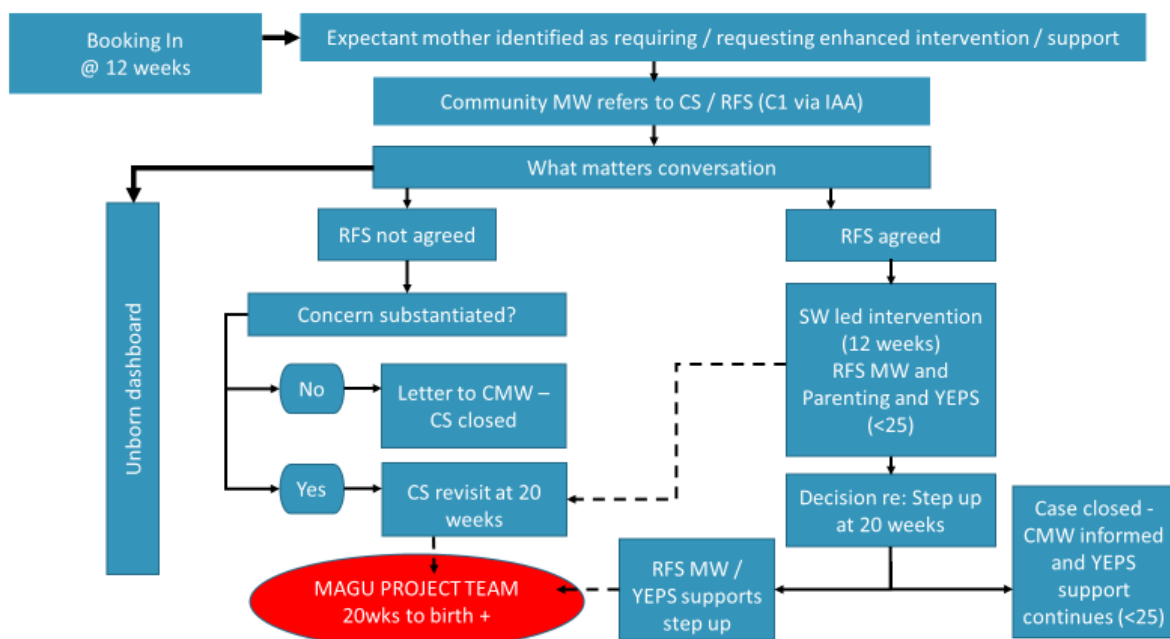 Booking In
@ 12 weeks
Expectant mother identified as requiring / requesting enhanced intervention / support
Community MW refers to CS / RFS (C1 via IAA)
What matters conversation
Unborn dashboard
RFS not agreed
RFS agreed
Concern substantiated?
SW led intervention
(12 weeks)
RFS MW and
Parenting and YEPS
(<25)
No
Letter to CMW –
CS closed
Yes
CS revisit at 20
weeks
Decision re: Step up
at 20 weeks
Case closed -
CMW informed
and YEPS
support
continues (<25)
RFS MW /
YEPS supports
step up
MAGU PROJECT TEAM
20wks to birth +